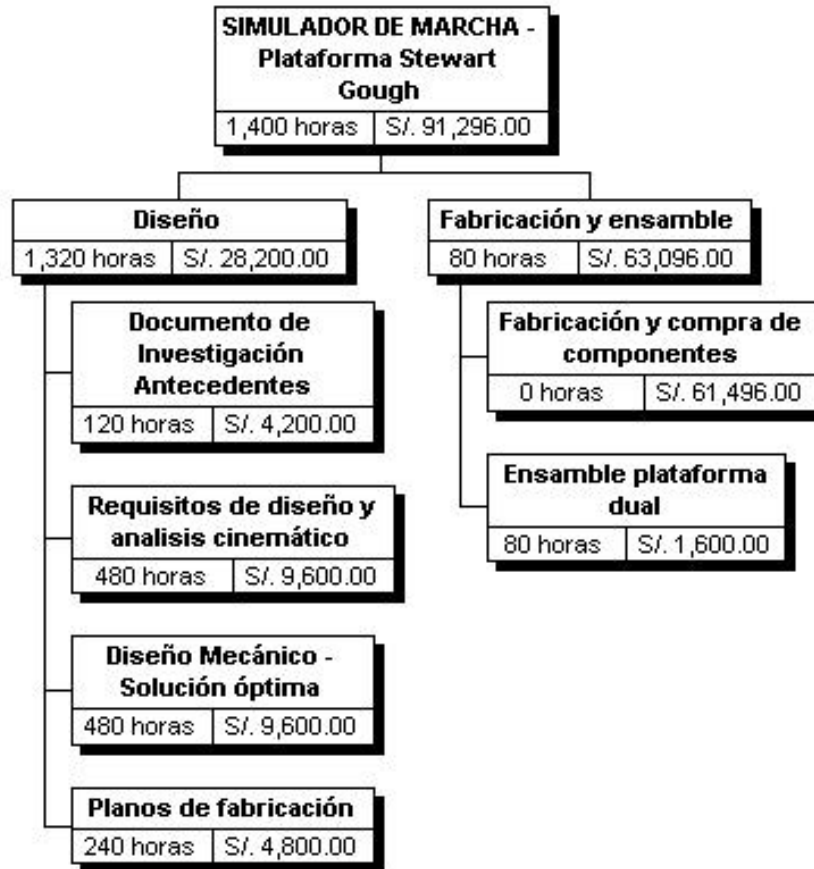 SIMULADOR DE MARCHA -
Plataforma Stewart
Gough
1,400 horas S/. 91,296.00
Diseño
1,320 horas S/. 28,200.00
Documento de
Investigación
Antecedentes
120 horas S/. 4,200.00
Requisitos de diseño y
analisis cinemático
480 horas S/. 9,600.00
Diseño Mecánico -
Solución óptima
480 horas S/. 9,600.00
Planos de fabricación
240 horas S/. 4,800.00
Fabricación y ensamble
80 horas S/. 63,096.00
Fabricación y compra de
componentes
0 horas S/. 61,496.00
Ensamble plataforma
dual
80 horas S/. 1,600.00